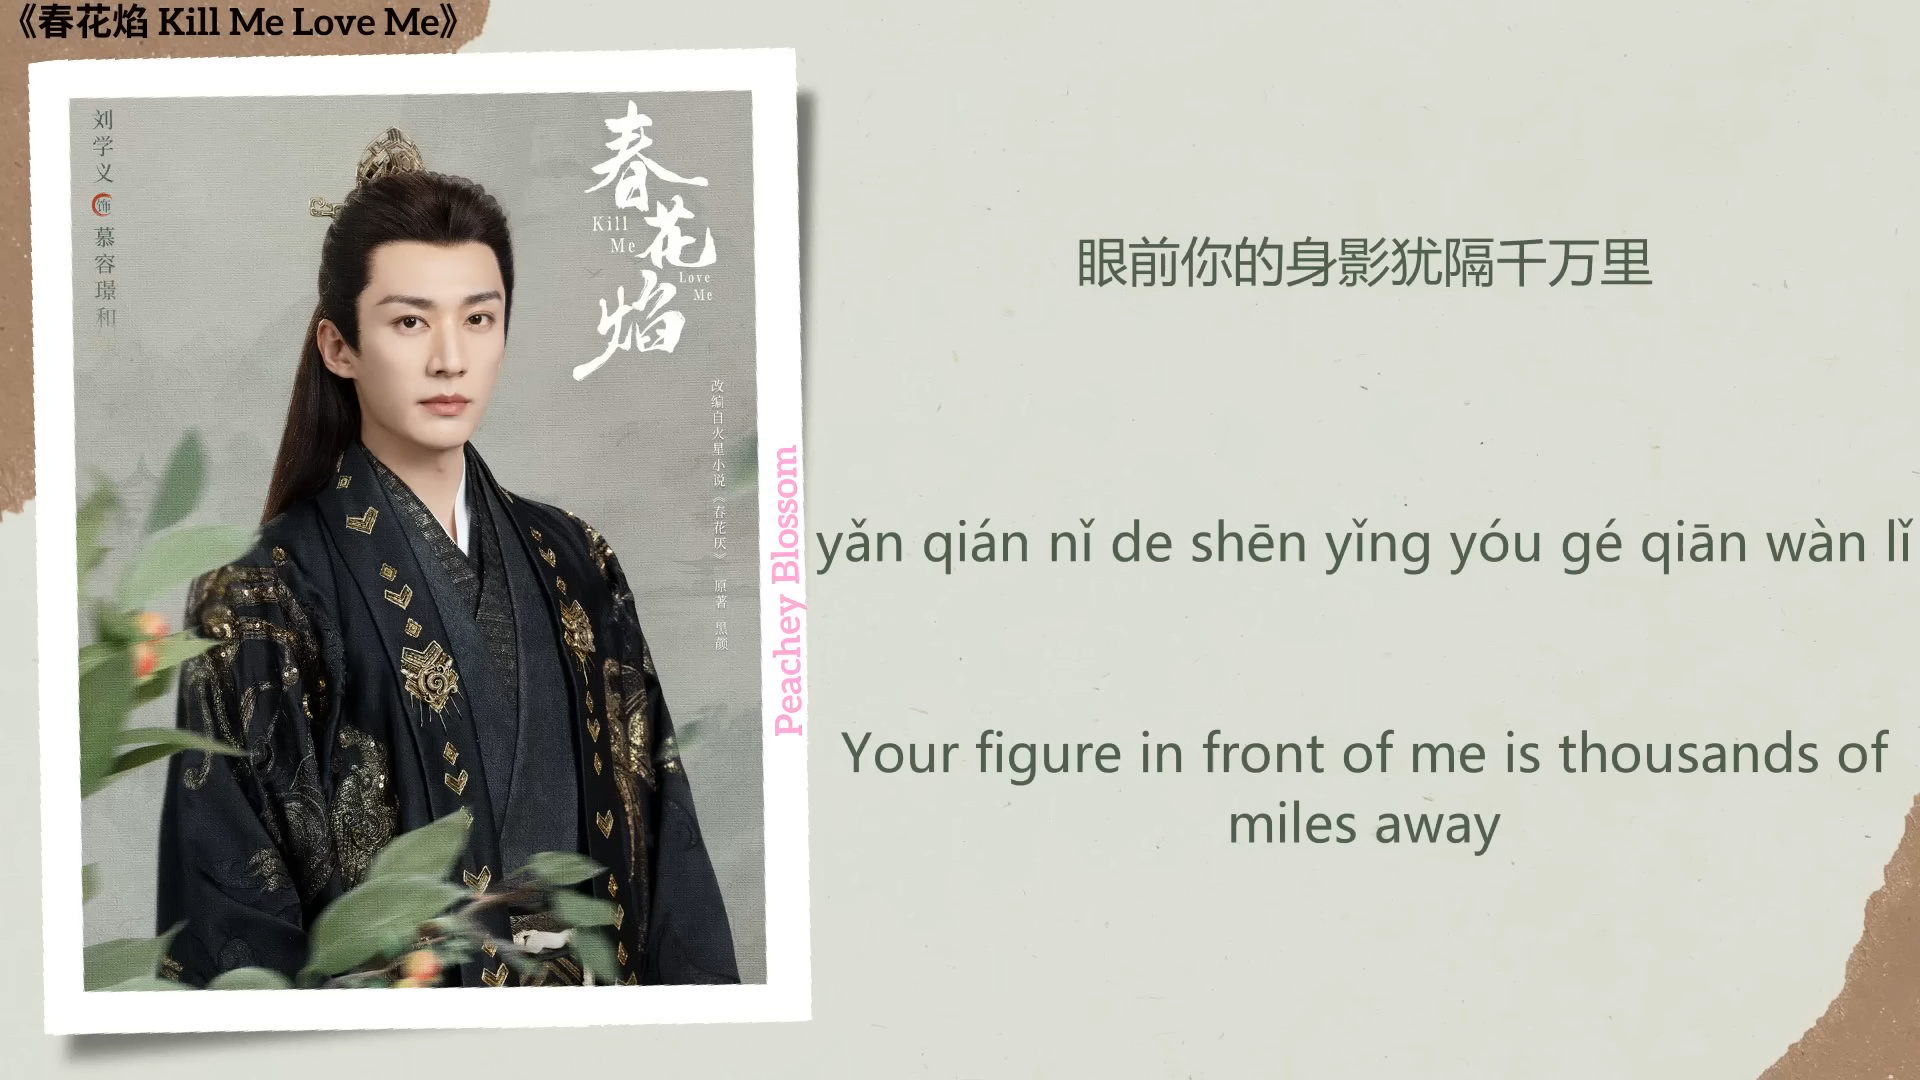 《春花焰 Kill Me Love Me》
刘学义 饰 慕容璟和
春花焰
Kill
Me
Love
Me
改编自火星小说《春花厌》 原著 黑颜
Peachey Blossom
眼前你的身影犹隔千万里
yǎn qián nǐ de shēn yǐng yóu gé qiān wàn lǐ
Your figure in front of me is thousands of
miles away